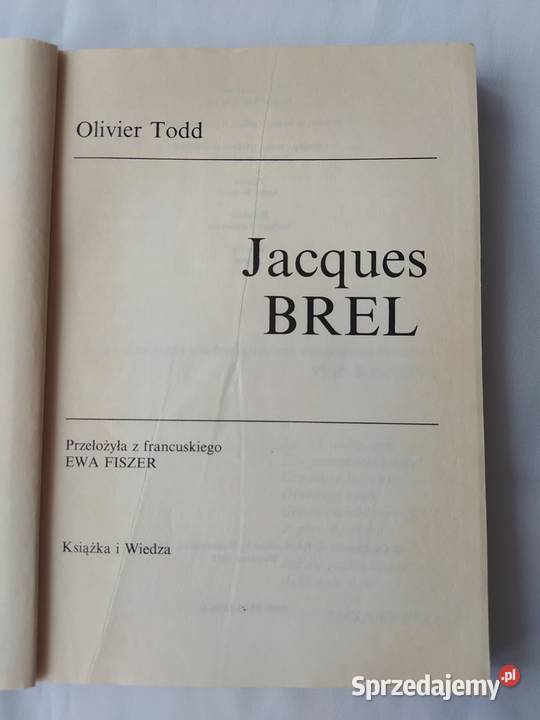 Olivier Todd
Jacques
BREL
Przełożyła z francuskiego
EWA FISZER
Książka i Wiedza
Sprzedajemy.pl